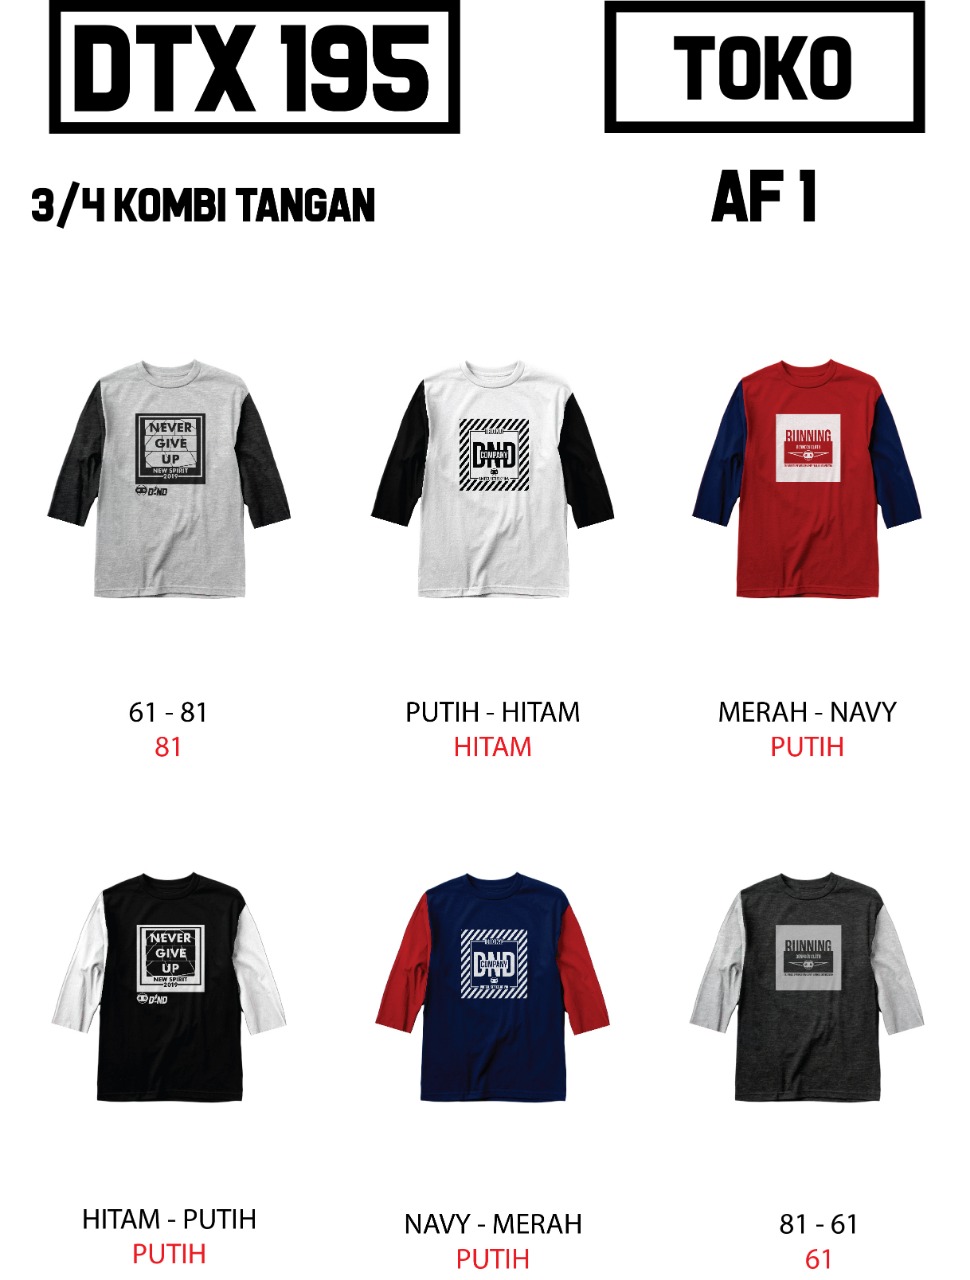 DTX 195
TOKO
3/4 KOMBI TANGAN
AF 1
NEVER
GIVE
UP
NEW SPIRIT
2019
DND
DND
COMPANY
RUNNING
61 - 81
81
PUTIH - HITAM
HITAM
MERAH - NAVY
PUTIH
NEVER
GIVE
UP
NEW SPIRIT
2019
DND
DND
COMPANY
RUNNING
HITAM - PUTIH
PUTIH
NAVY - MERAH
PUTIH
81 - 61
61